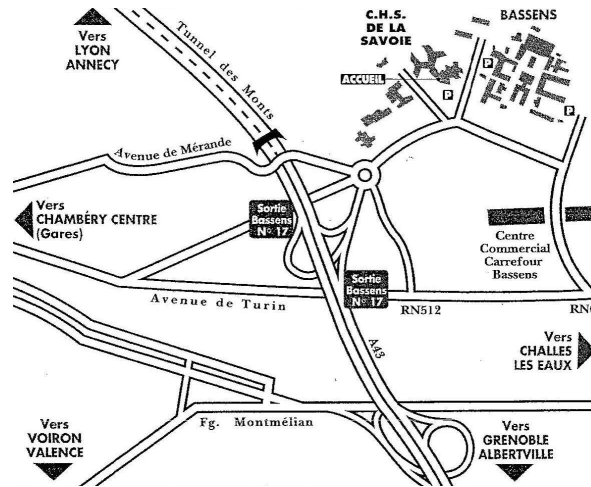 Vers
LYON
ANNECY
Tunnel des Monts
C.H.S.
DE LA
SAVOIE
ACCUEIL
BASSENS
P
P
P
Avenue de Mérande
Vers
CHAMBÉRY CENTRE
(Gares)
Sortie
Bassens
N° 17
Centre
Commercial
Carrefour
Bassens
Sortie
Bassens
N° 17
Avenue de Turin
RN512
A43
Vers
CHALLES
LES EAUX
Fg. Montmélian
Vers
VOIRON
VALENCE
Vers
GRENOBLE
ALBERTVILLE